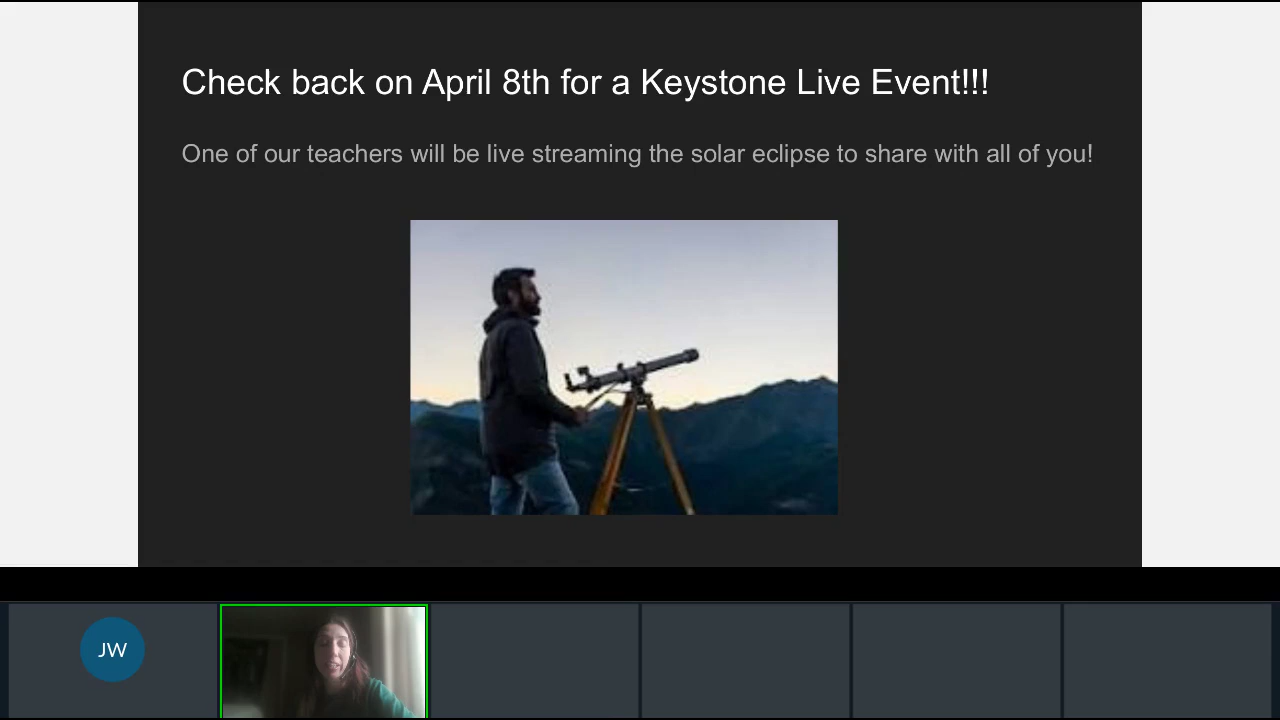 Check back on April 8th for a Keystone Live Event!!!
One of our teachers will be live streaming the solar eclipse to share with all of you!
JW